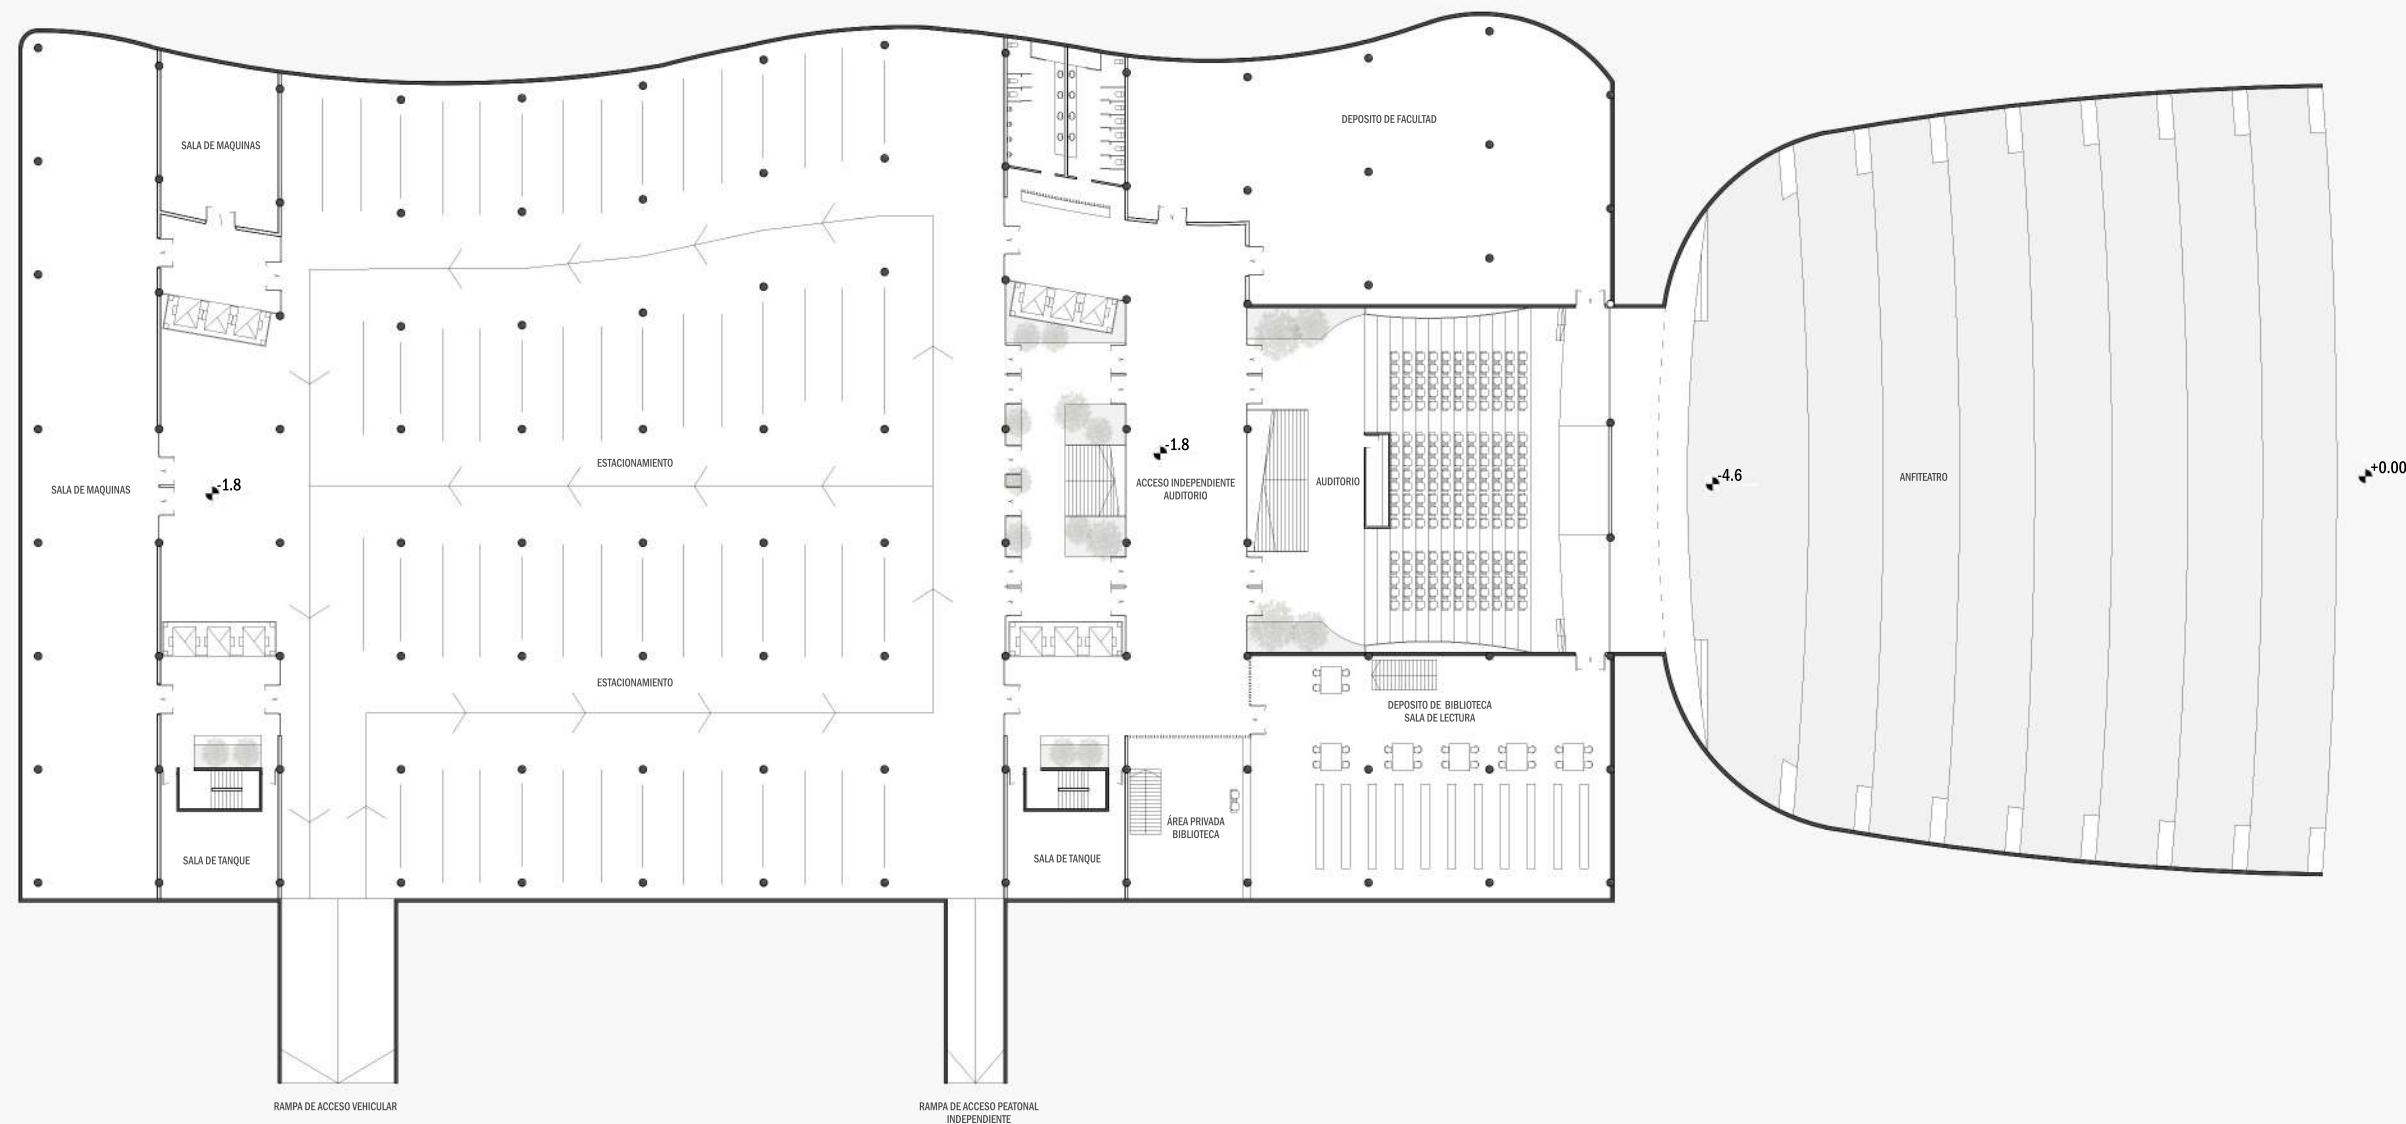 DEPOSITO DE FACULTAD
SALA DE MAQUINAS
-1.8
ESTACIONAMIENTO
ACCESO INDEPENDIENTE
AUDITORIO
AUDITORIO
-4.6
ANFITEATRO
+0.00
SALA DE MAQUINAS
-1.8
ESTACIONAMIENTO
DEPOSITO DE BIBLIOTECA
SALA DE LECTURA
ÁREA PRIVADA
BIBLIOTECA
SALA DE TANQUE
SALA DE TANQUE
RAMPA DE ACCESO VEHICULAR
RAMPA DE ACCESO PEATONAL
INDEPENDIENTE